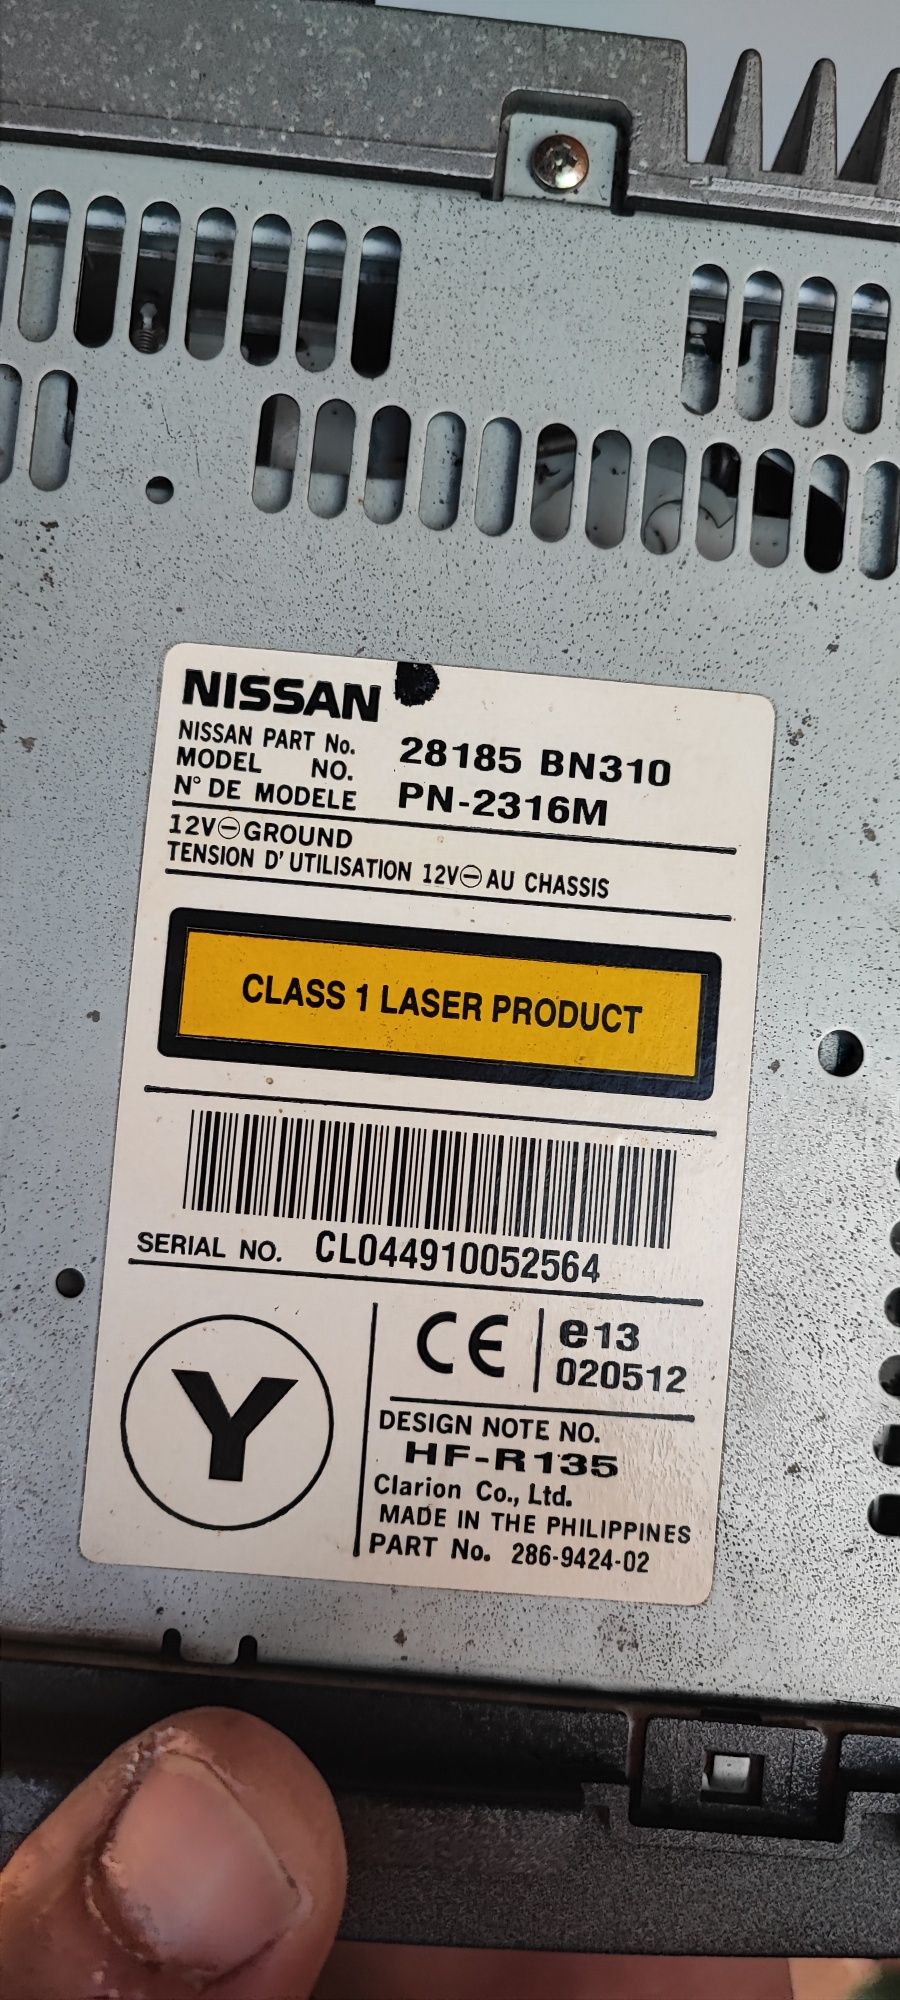 NISSAN
NISSAN PART No. 28185 BN310
MODEL NO.
N° DE MODELE PN-2316M
12V⊖GROUND
TENSION D'UTILISATION 12V⊖AU CHASSIS
CLASS 1 LASER PRODUCT
SERIAL NO. CL044910052564
Y
CE
e13
020512
DESIGN NOTE NO.
HF-R135
Clarion Co., Ltd.
MADE IN THE PHILIPPINES
PART No. 286-9424-02